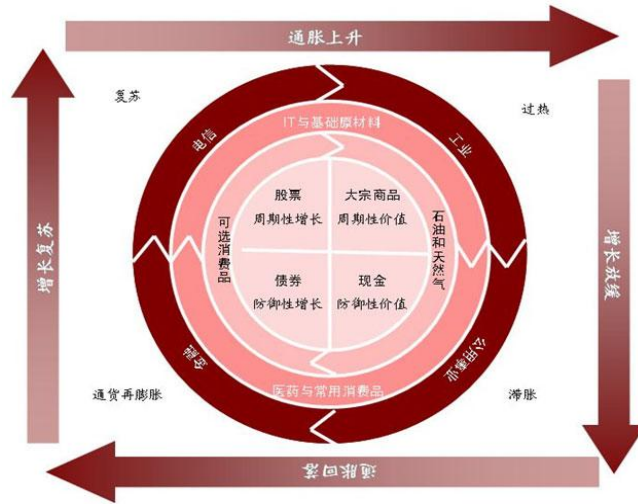 通胀上升
复苏
过热
电信
IT与基础原材料
工业
股票
周期性增长
大宗商品
周期性价值
增长复苏
可选消费品
石油和天然气
增长放缓
债券
防御性增长
现金
防御性价值
金融
公用事业
通货再膨胀
医药与常用消费品
滞胀
通胀回落